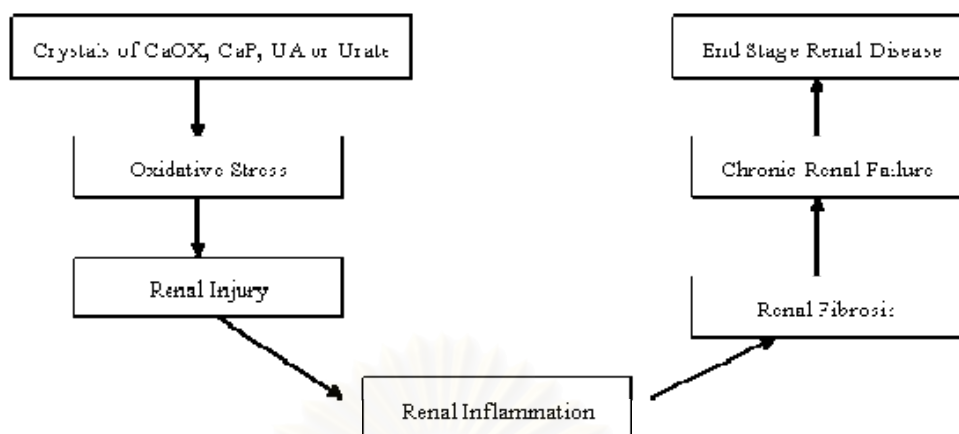 Crystals of CaOX, CaP, UA or Urate
Oxidative Stress
Renal Injury
Renal Inflammation
Renal Fibrosis
Chronic Renal Failure
End Stage Renal Disease